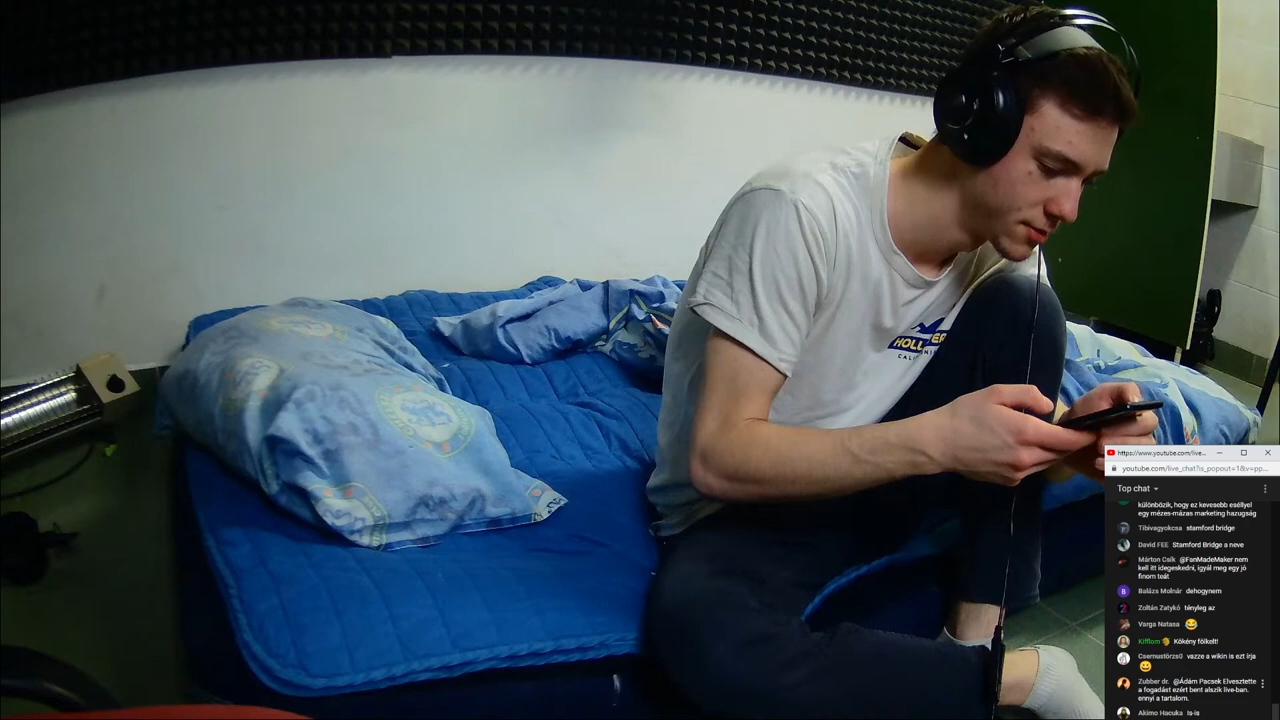 HOLLISTER
https://www.youtube.com/live...
youtube.com/live_chat?is_popout=1&v=pp...
Top chat
különbözik, hogy ez kevesebb eséllyel
egy mézes-mázas marketing hazugság
Tibivagyokcsa stamford bridge
David FEE Stamford Bridge a neve
Márton Csík @FanMadeMaker nem
kell itt idegeskedni, igyál meg egy jó
finom teát
B Balázs Molnár dehogynem
Zoltán Zatykó tényleg az
Varga Natasa 😂
Kifflom Kökény fölkelt!
Csemustörzs0 vazze a wikin is ezt írja
😀
Zubber dr. @Ádám Pacsek Elvesztette
a fogadást ezért bent alszik live-ban.
ennyi a tartalom.
Akimo Hacuka Is-is